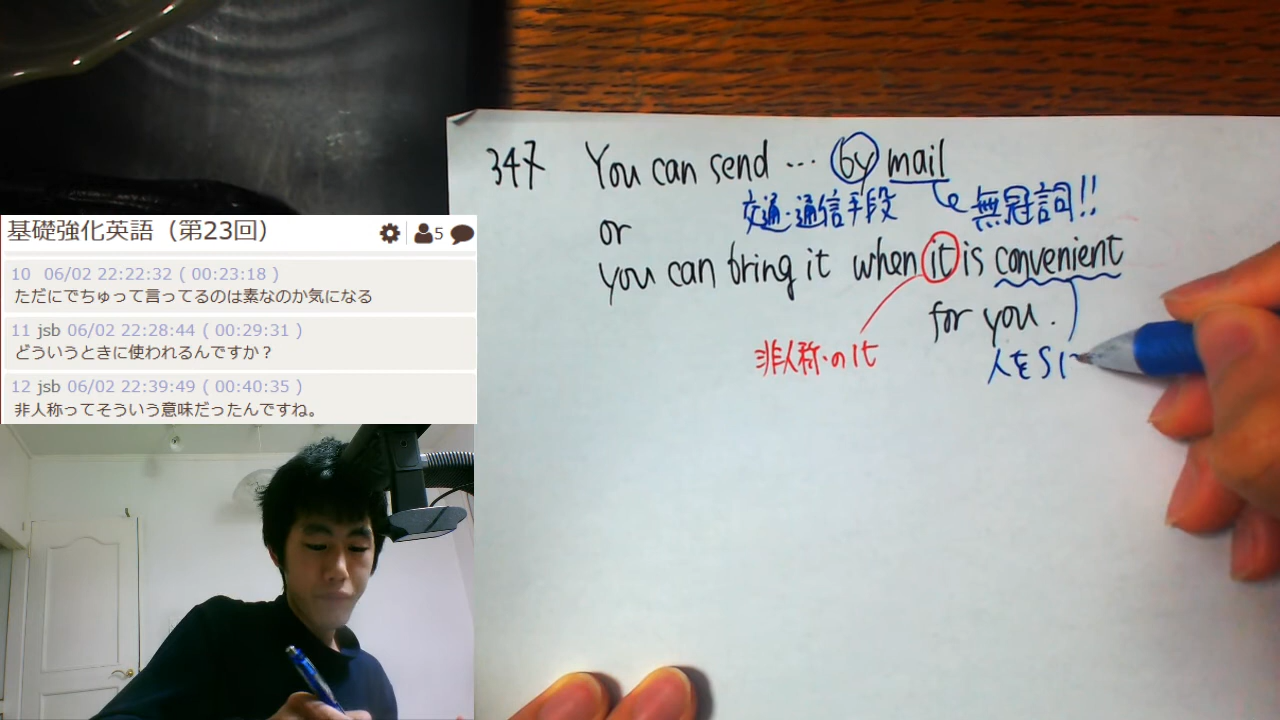 基礎強化英語（第23回）
5
10 06/02 22:22:32 ( 00:23:18 )
ただにでちゅって言ってるのは素なのか気になる
11 jsb 06/02 22:28:44 ( 00:29:31 )
どういうときに使われるんですか？
12 jsb 06/02 22:39:49 ( 00:40:35 )
非人称ってそういう意味だったんですね。
347 You can send … by mail
交通・通信手段
無冠詞!!
or
you can bring it when it is convenient
for you.
非人称のit
人をS